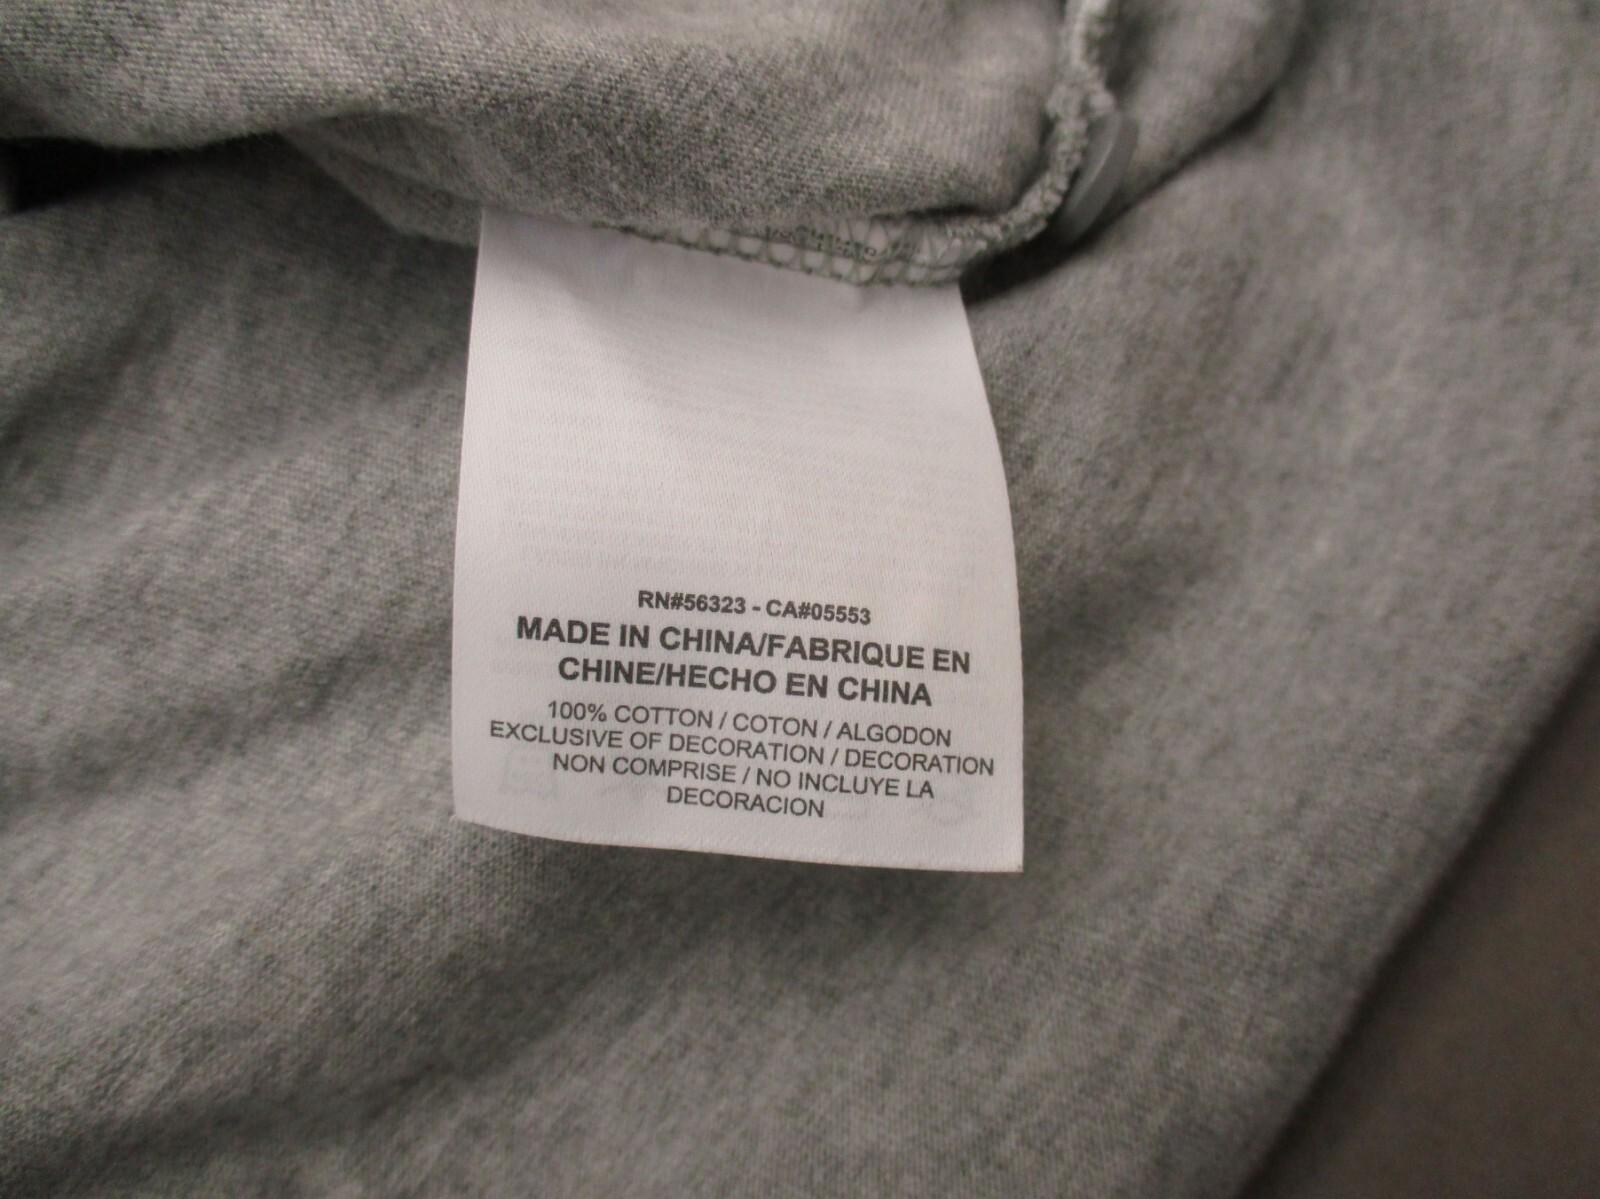 RN#56323 - CA#05553
MADE IN CHINA/FABRIQUE EN
CHINE/HECHO EN CHINA
100% COTTON / COTON / ALGODON
EXCLUSIVE OF DECORATION / DECORATION
NON COMPRISE / NO INCLUYE LA
DECORACION